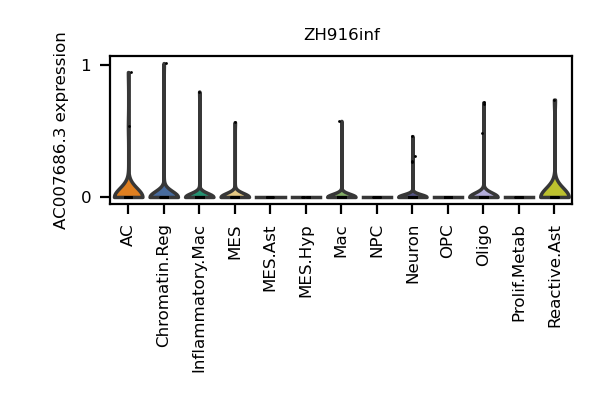 ZH916inf
AC007686.3 expression
1
0
AC
Chromatin.Reg
Inflammatory.Mac
MES
MES.Ast
MES.Hyp
Mac
NPC
Neuron
OPC
Oligo
Prolif.Metab
Reactive.Ast